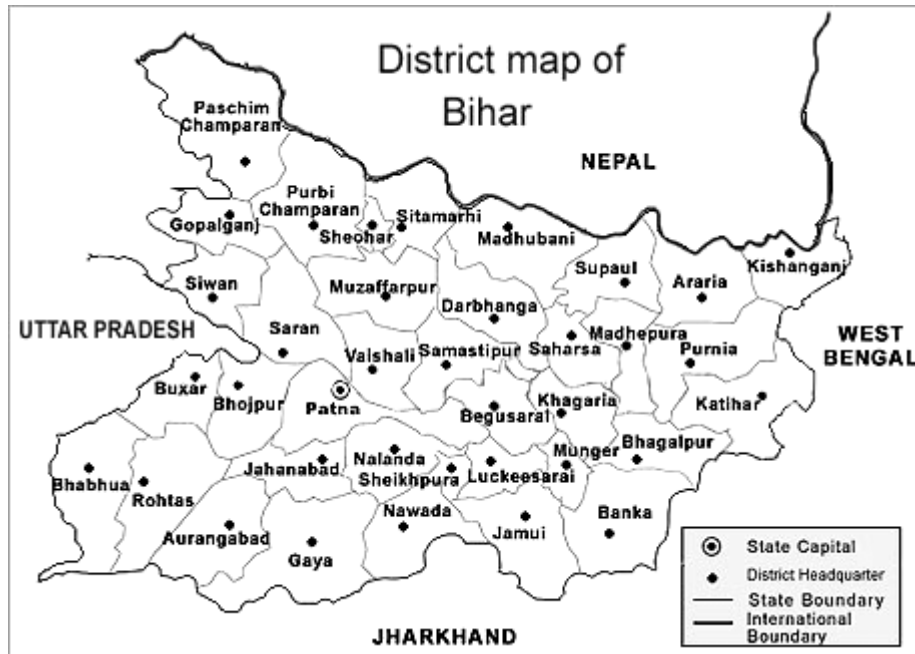 District map of
Bihar
Paschim
Champaran
NEPAL
Purbi
Champaran
Gopalganj
Sheohar
Sitamarhi
Madhubani
Kishanganj
Supaul
Araria
Siwan
Muzaffarpur
Darbhanga
UTTAR PRADESH
Saran
Vaishali
Samastipur
Saharsa
Madhepura
Purnia
WEST
BENGAL
Buxar
Bhojpur
Patna
Begusarai
Khagaria
Katihar
Bhabhua
Rohtas
Jahanabad
Nalanda
Sheikhpura
Luckeesarai
Munger
Bhagalpur
Aurangabad
Gaya
Nawada
Jamui
Banka
JHARKHAND
State Capital
District Headquarter
State Boundary
International
Boundary